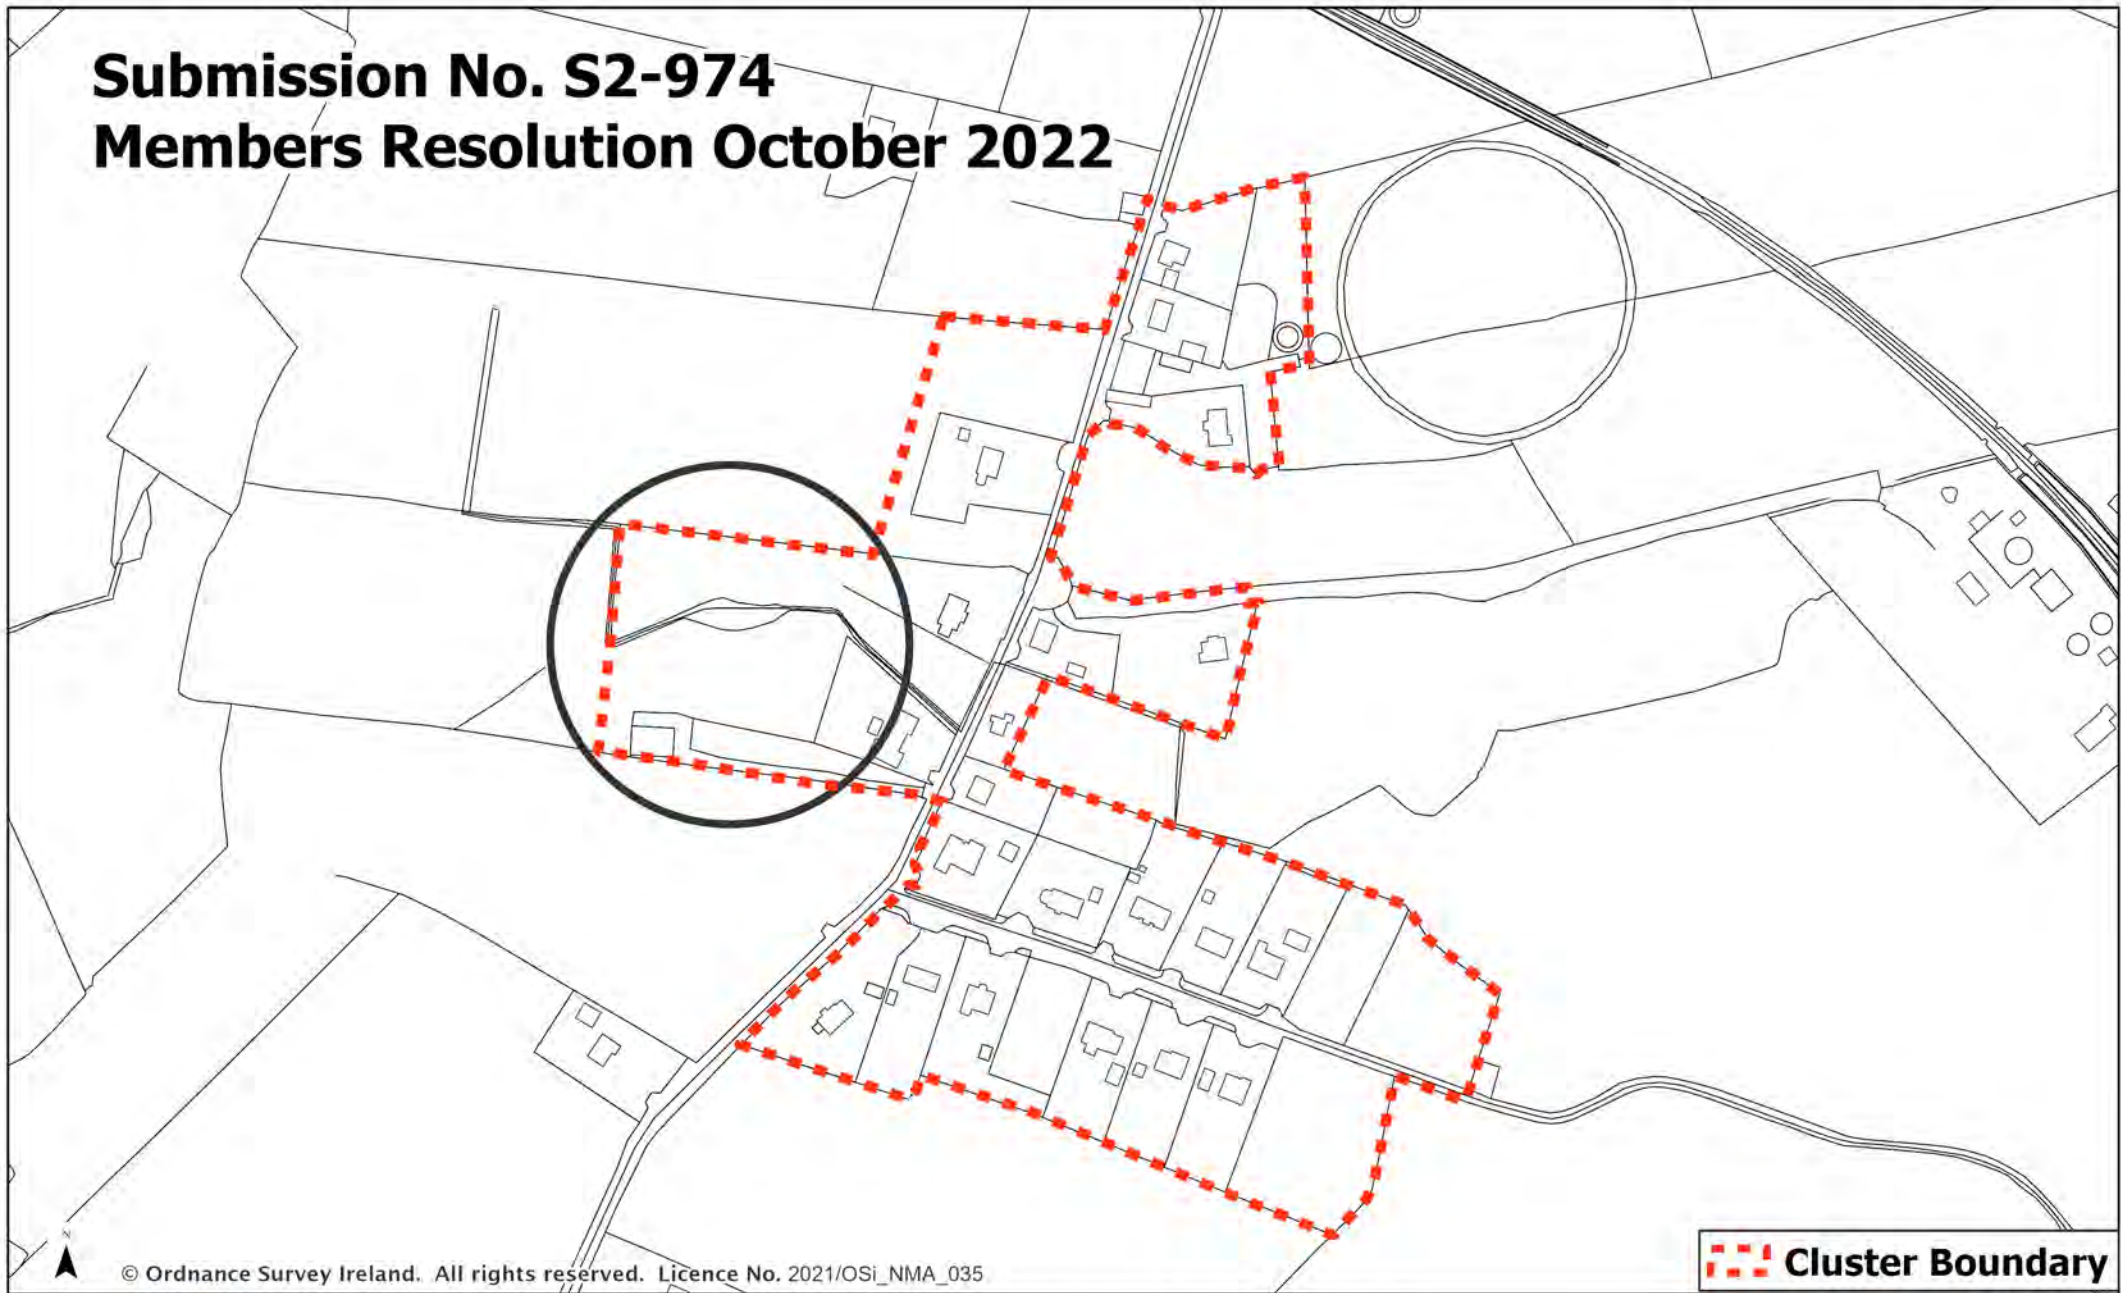 Submission No. S2-974
Members Resolution October 2022
N
© Ordnance Survey Ireland. All rights reserved. Licence No. 2021/OSi_NMA_035
Cluster Boundary